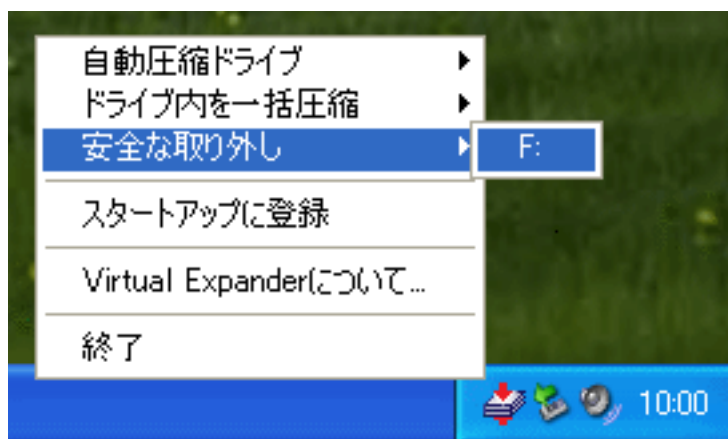 自動圧縮ドライブ
ドライブ内を一括圧縮
安全な取り外し
F:
スタートアップに登録
Virtual Expanderについて...
終了
10:00